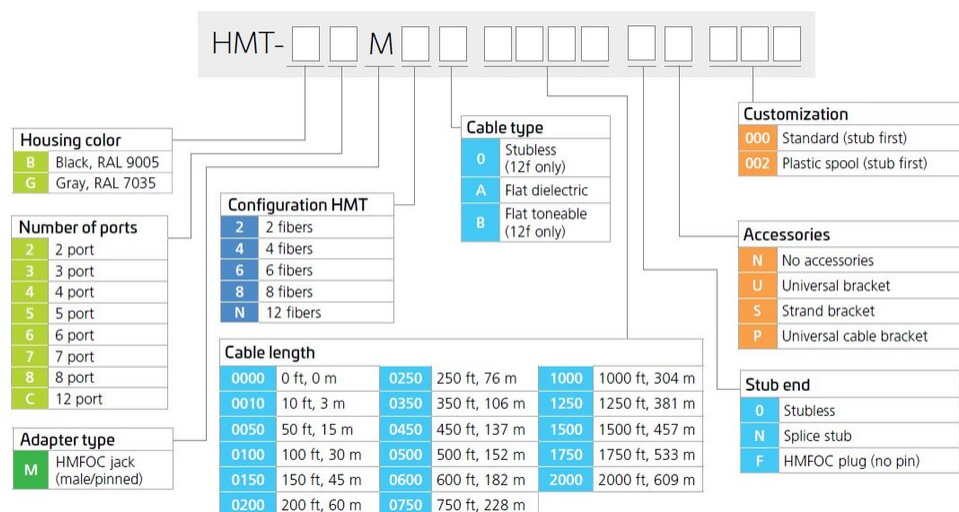 HMT- M
Housing color
B Black, RAL 9005
G Gray, RAL 7035
Number of ports
2 2 port
3 3 port
4 4 port
5 5 port
6 6 port
7 7 port
8 8 port
C 12 port
Adapter type
M HMFOC jack
(male/pinned)
Configuration HMT
2 2 fibers
4 4 fibers
6 6 fibers
8 8 fibers
N 12 fibers
Cable type
0 Stubless
(12f only)
A Flat dielectric
B Flat toneable
(12f only)
Cable length
0000 0 ft, 0 m 0250 250 ft, 76 m 1000 1000 ft, 304 m
0010 10 ft, 3 m 0350 350 ft, 106 m 1250 1250 ft, 381 m
0050 50 ft, 15 m 0450 450 ft, 137 m 1500 1500 ft, 457 m
0100 100 ft, 30 m 0500 500 ft, 152 m 1750 1750 ft, 533 m
0150 150 ft, 45 m 0600 600 ft, 182 m 2000 2000 ft, 609 m
0200 200 ft, 60 m 0750 750 ft, 228 m
Customization
000 Standard (stub first)
002 Plastic spool (stub first)
Accessories
N No accessories
U Universal bracket
S Strand bracket
P Universal cable bracket
Stub end
0 Stubless
N Splice stub
F HMFOC plug (no pin)